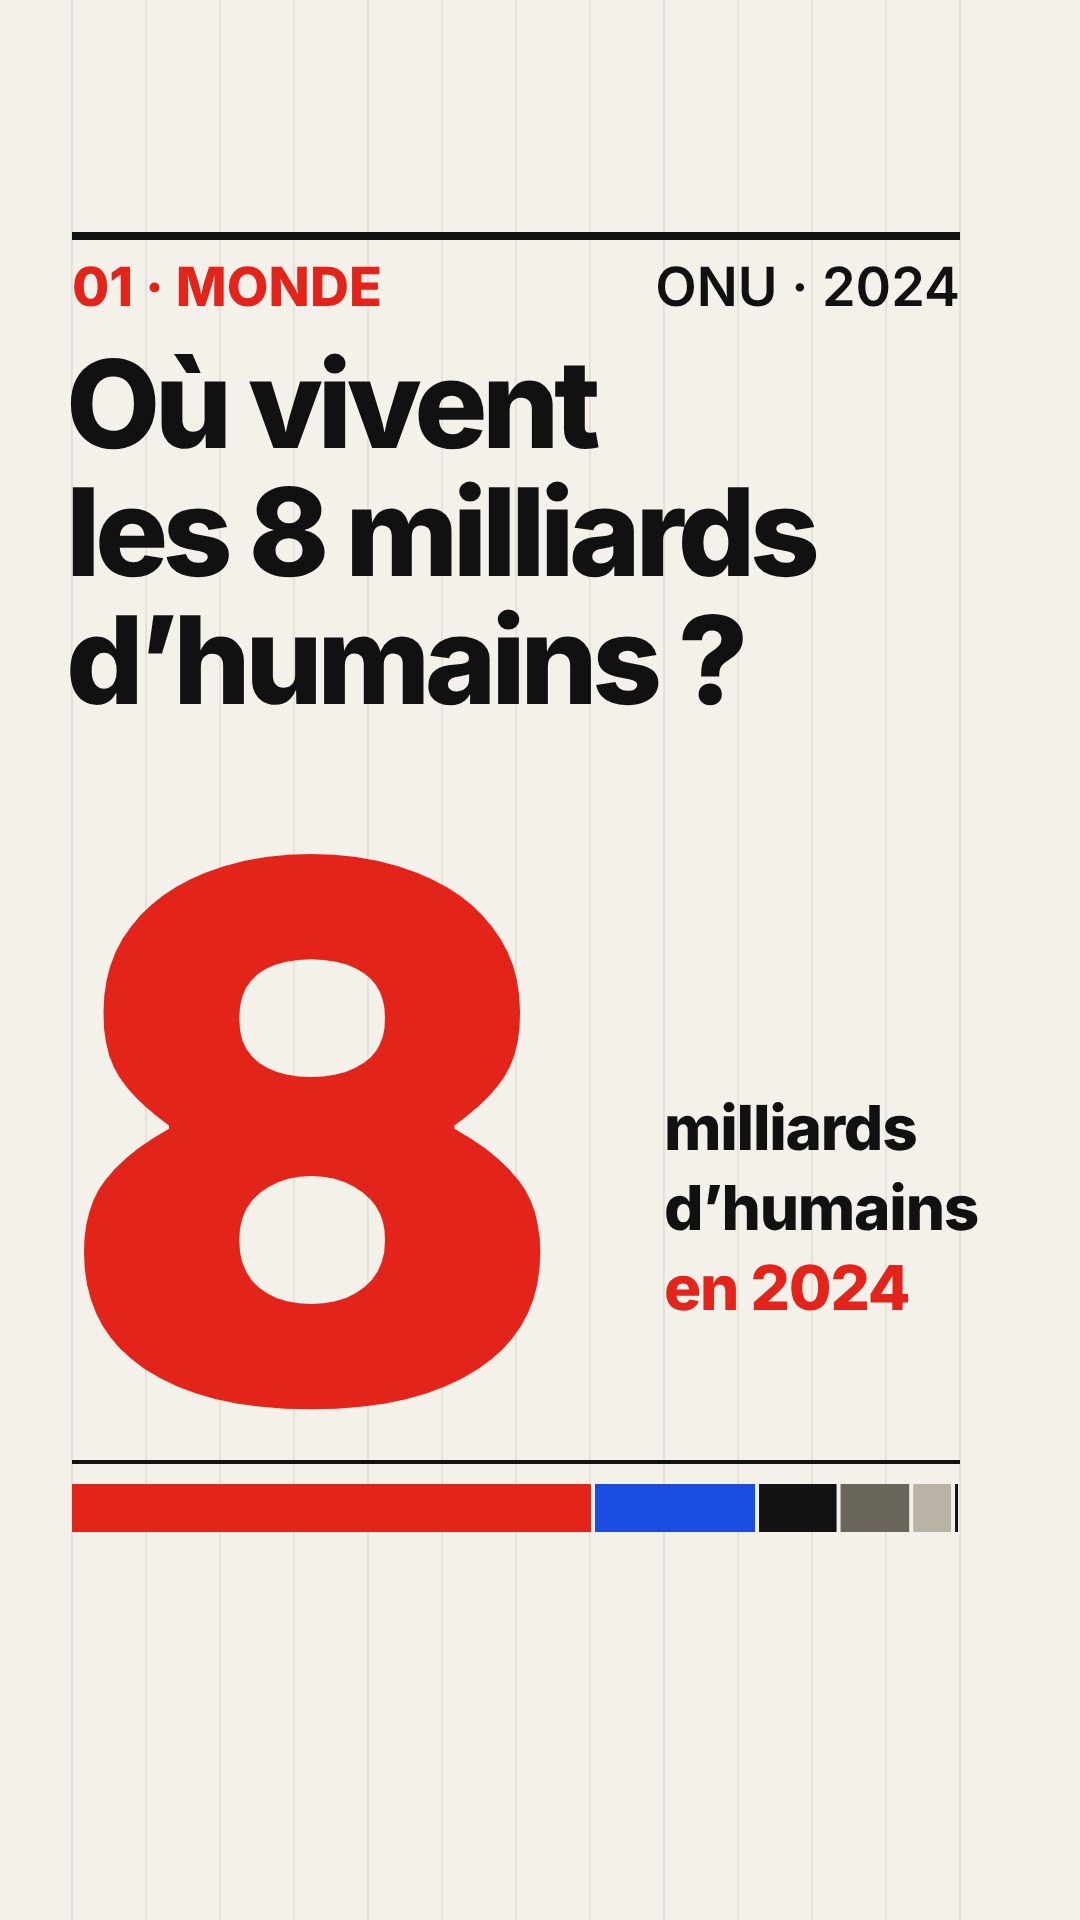 01 · MONDE
ONU · 2024
Où vivent
les 8 milliards
d’humains ?
8
milliards
d’humains
en 2024